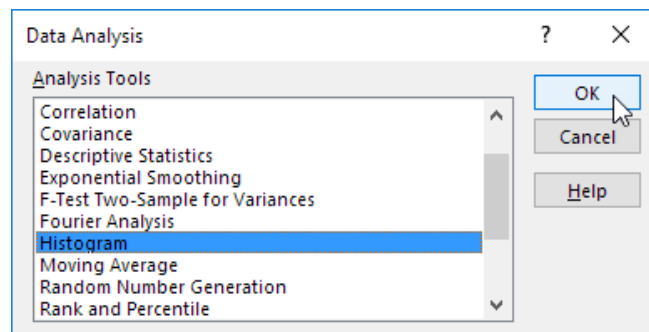 Data Analysis
?
Analysis Tools
Correlation
Covariance
Descriptive Statistics
Exponential Smoothing
F-Test Two-Sample for Variances
Fourier Analysis
Histogram
Moving Average
Random Number Generation
Rank and Percentile
OK
Cancel
Help